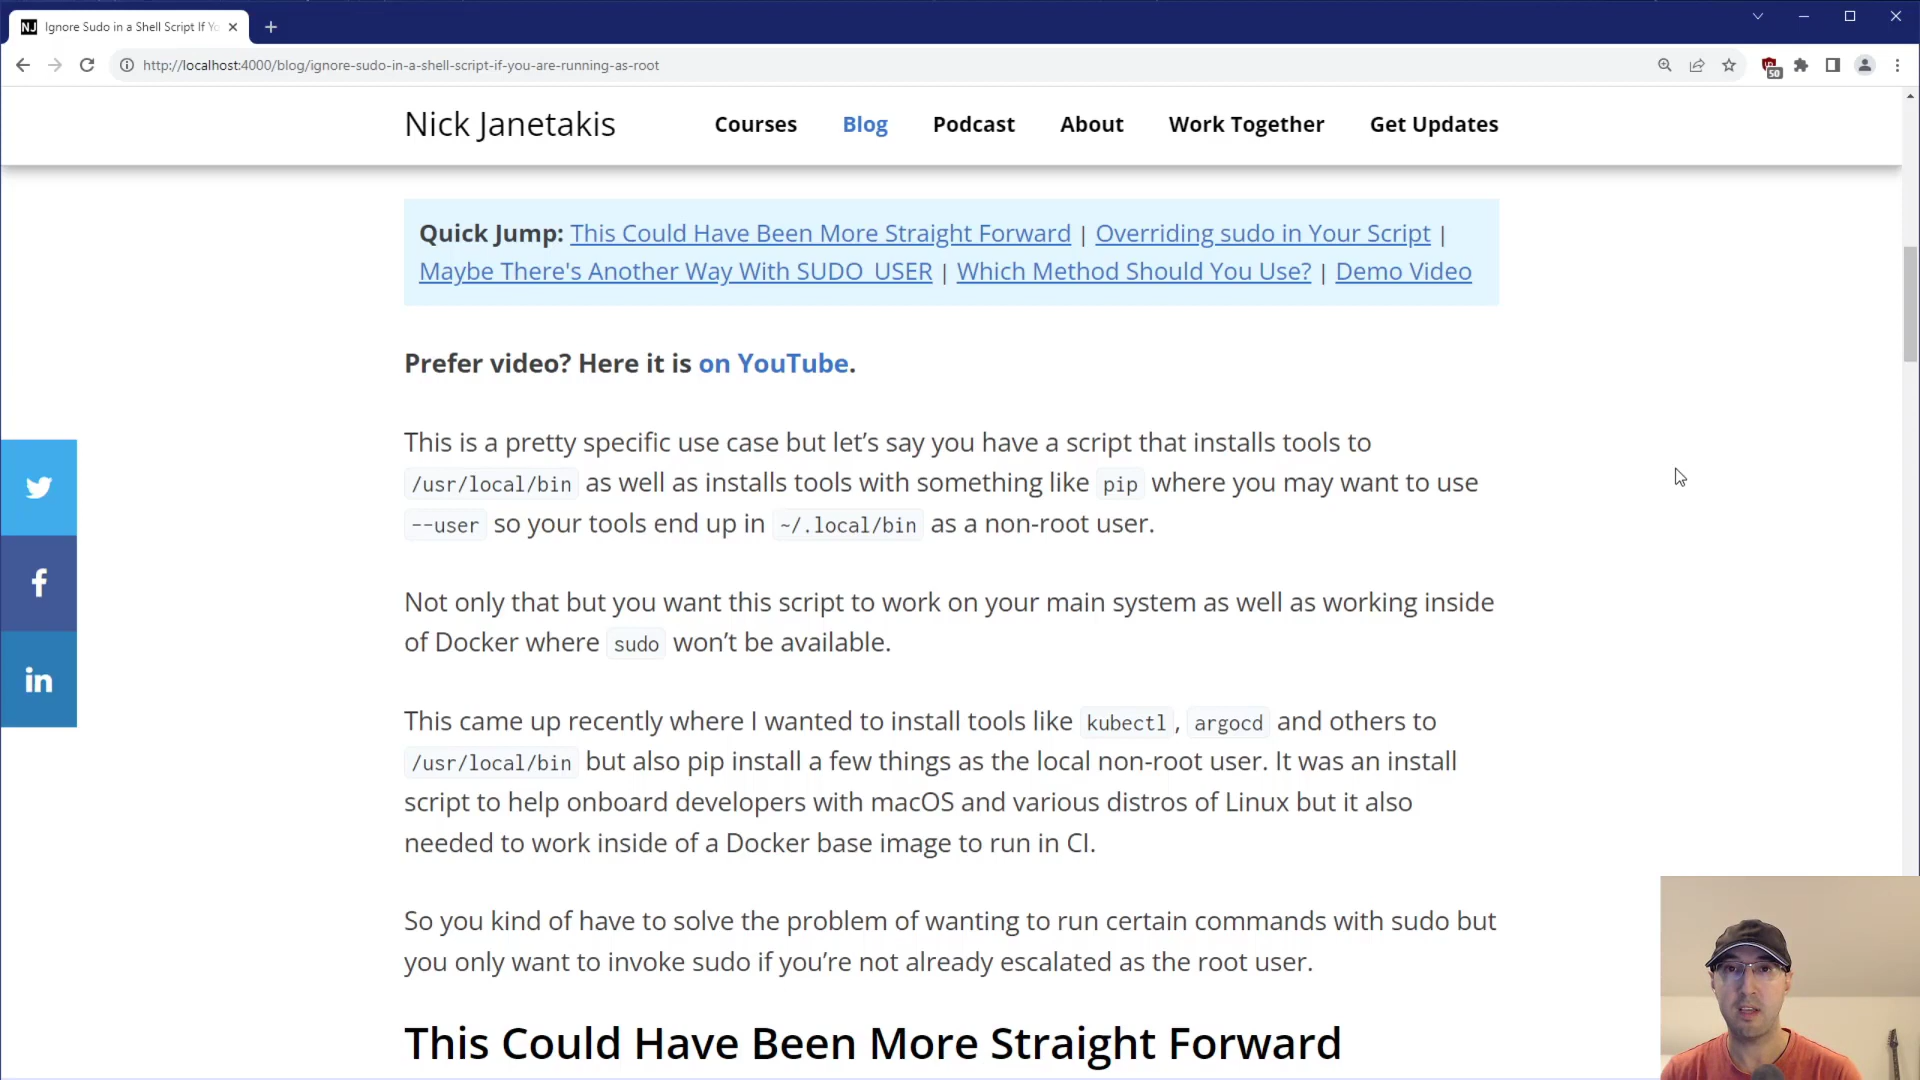 NJ Ignore Sudo in a Shell Script If Yo
http://localhost:4000/blog/ignore-sudo-in-a-shell-script-if-you-are-running-as-root
50
Nick Janetakis Courses Blog Podcast About Work Together Get Updates
Quick Jump: This Could Have Been More Straight Forward | Overriding sudo in Your Script |
Maybe There's Another Way With SUDO_USER | Which Method Should You Use? | Demo Video
Prefer video? Here it is on YouTube.
This is a pretty specific use case but let’s say you have a script that installs tools to
/usr/local/bin as well as installs tools with something like pip where you may want to use
--user so your tools end up in ~/.local/bin as a non-root user.
Not only that but you want this script to work on your main system as well as working inside
of Docker where sudo won’t be available.
This came up recently where I wanted to install tools like kubectl, argocd and others to
/usr/local/bin but also pip install a few things as the local non-root user. It was an install
script to help onboard developers with macOS and various distros of Linux but it also
needed to work inside of a Docker base image to run in CI.
So you kind of have to solve the problem of wanting to run certain commands with sudo but
you only want to invoke sudo if you’re not already escalated as the root user.
This Could Have Been More Straight Forward
f
in